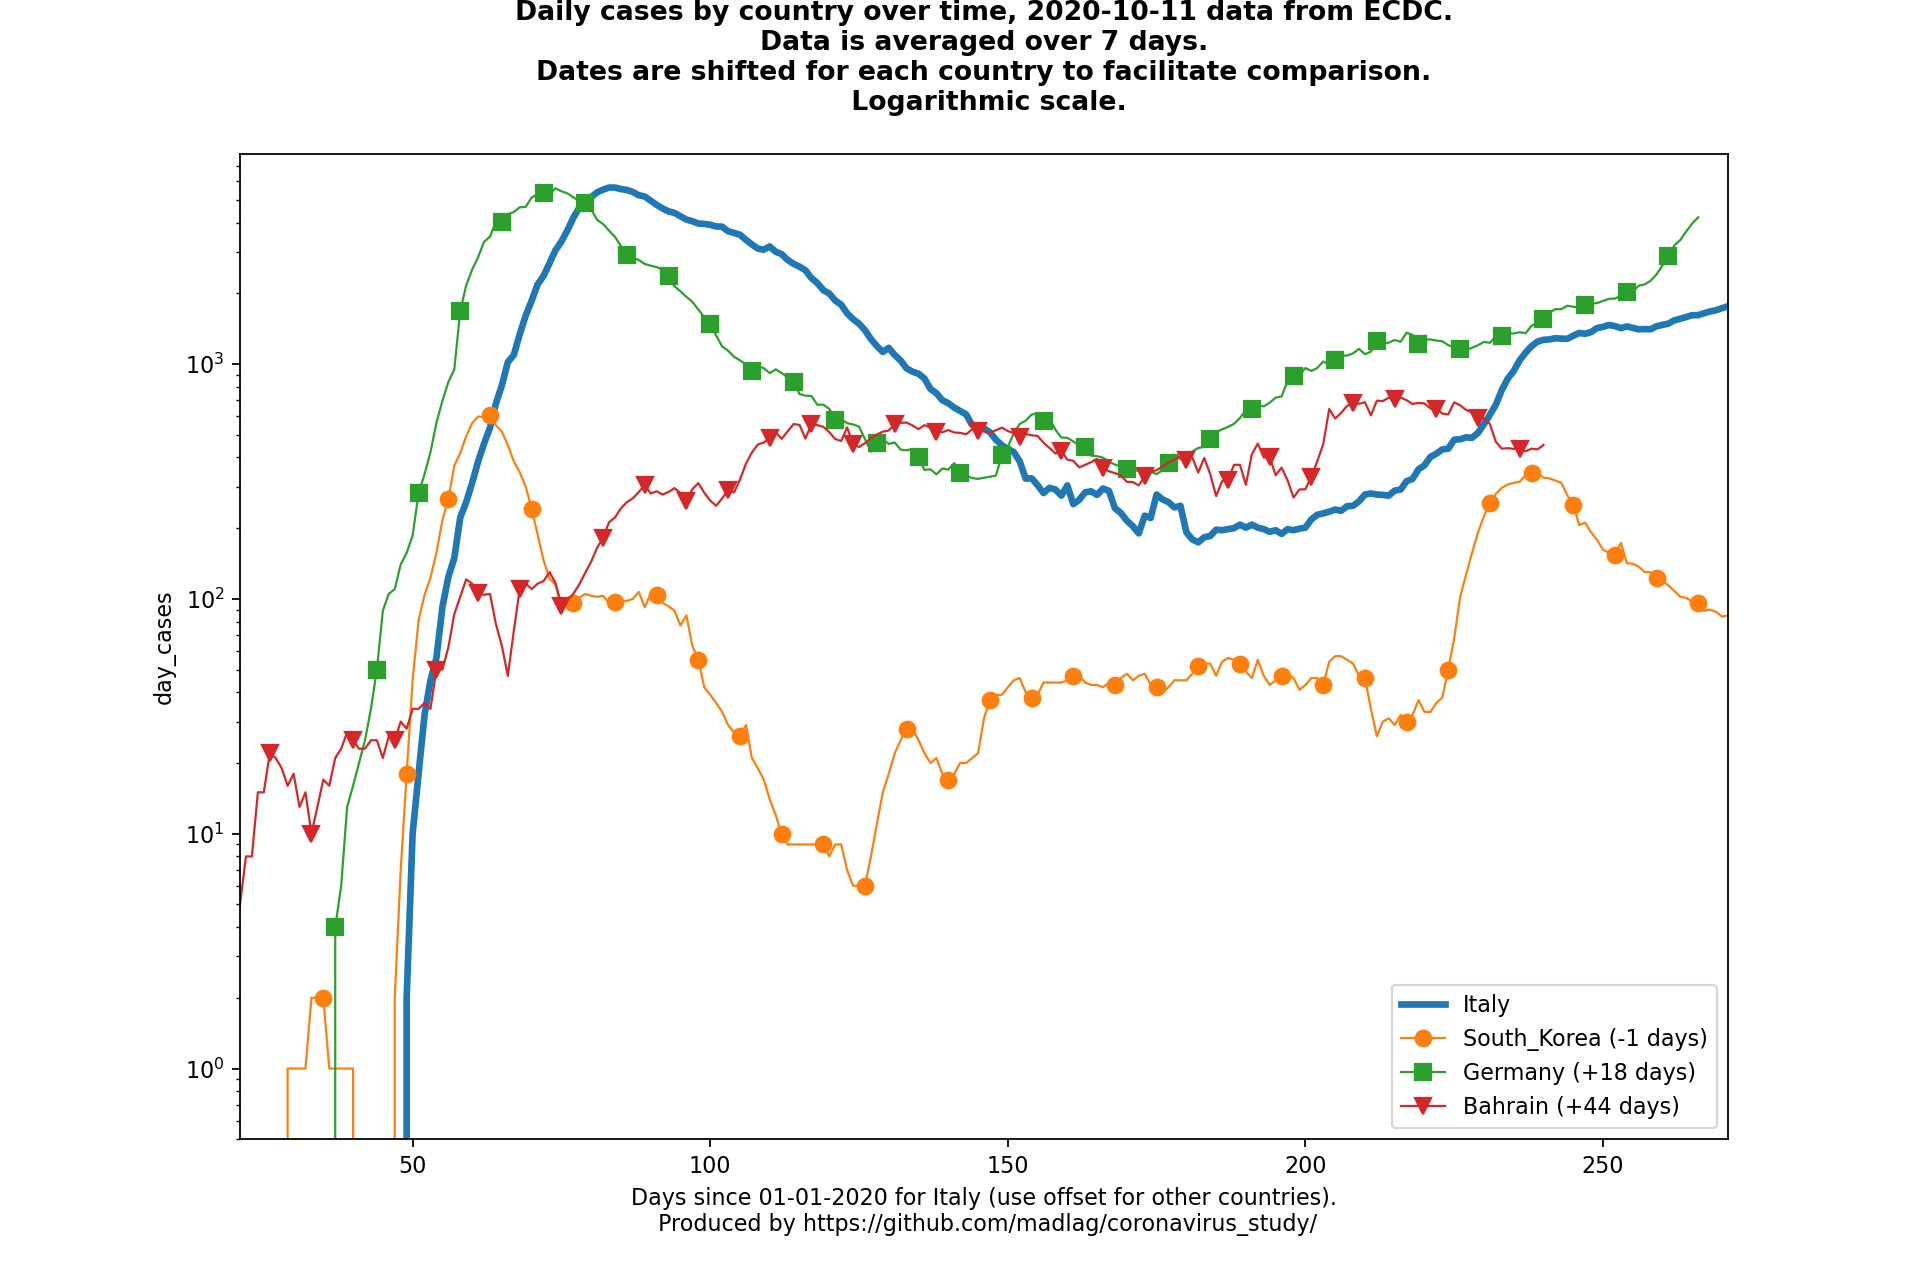 Daily cases by country over time, 2020-10-11 data from ECDC.
Data is averaged over 7 days.
Dates are shifted for each country to facilitate comparison.
Logarithmic scale.
day_cases
10³
10²
10¹
10⁰
50
100
150
200
250
Italy
South_Korea (-1 days)
Germany (+18 days)
Bahrain (+44 days)
Days since 01-01-2020 for Italy (use offset for other countries).
Produced by https://github.com/madlag/coronavirus_study/